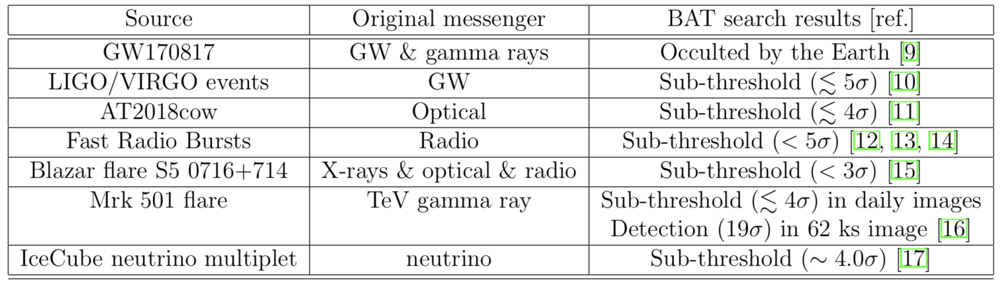 Source Original messenger BAT search results [ref.]
GW170817 GW & gamma rays Occulted by the Earth [9]
LIGO/VIRGO events GW Sub-threshold (≲ 5σ) [10]
AT2018cow Optical Sub-threshold (≲ 4σ) [11]
Fast Radio Bursts Radio Sub-threshold (< 5σ) [12, 13, 14]
Blazar flare S5 0716+714 X-rays & optical & radio Sub-threshold (< 3σ) [15]
Mrk 501 flare TeV gamma ray Sub-threshold (≲ 4σ) in daily images
Detection (19σ) in 62 ks image [16]
IceCube neutrino multiplet neutrino Sub-threshold (∼ 4.0σ) [17]